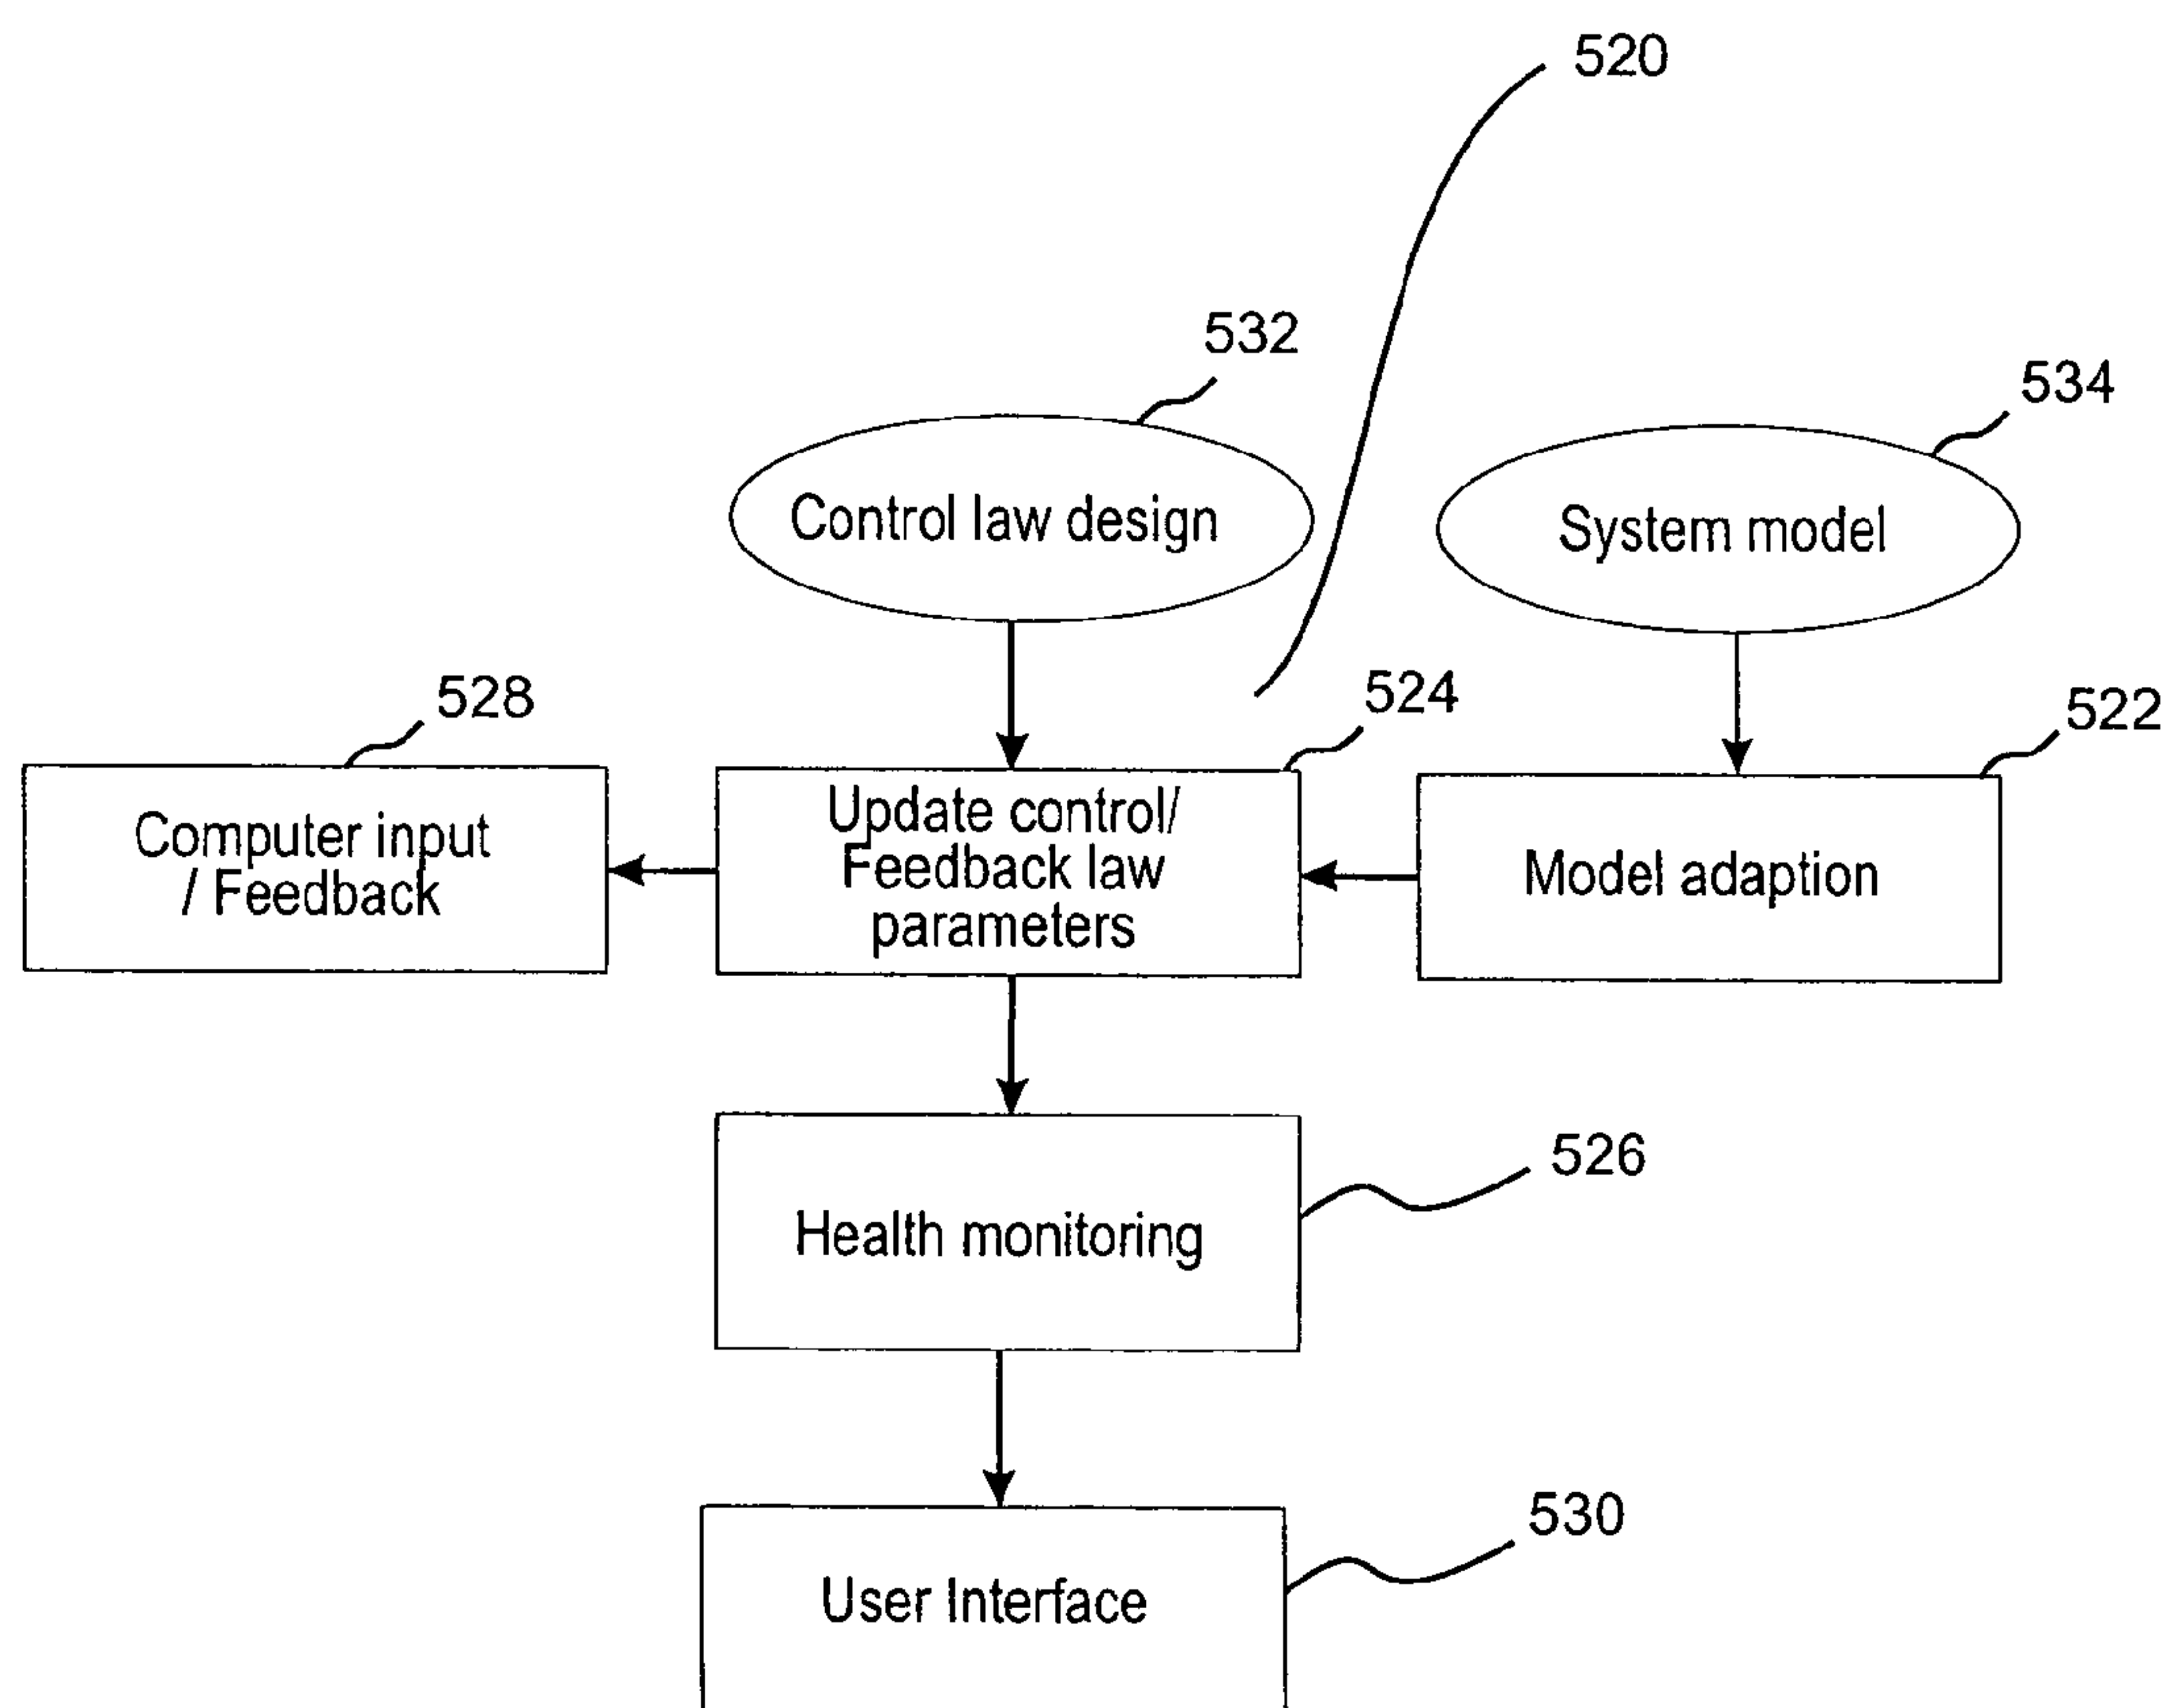 520
532
534
Control law design
System model
528
524
522
Computer input
/ Feedback
Update control/
Feedback law
parameters
Model adaption
526
Health monitoring
530
User Interface